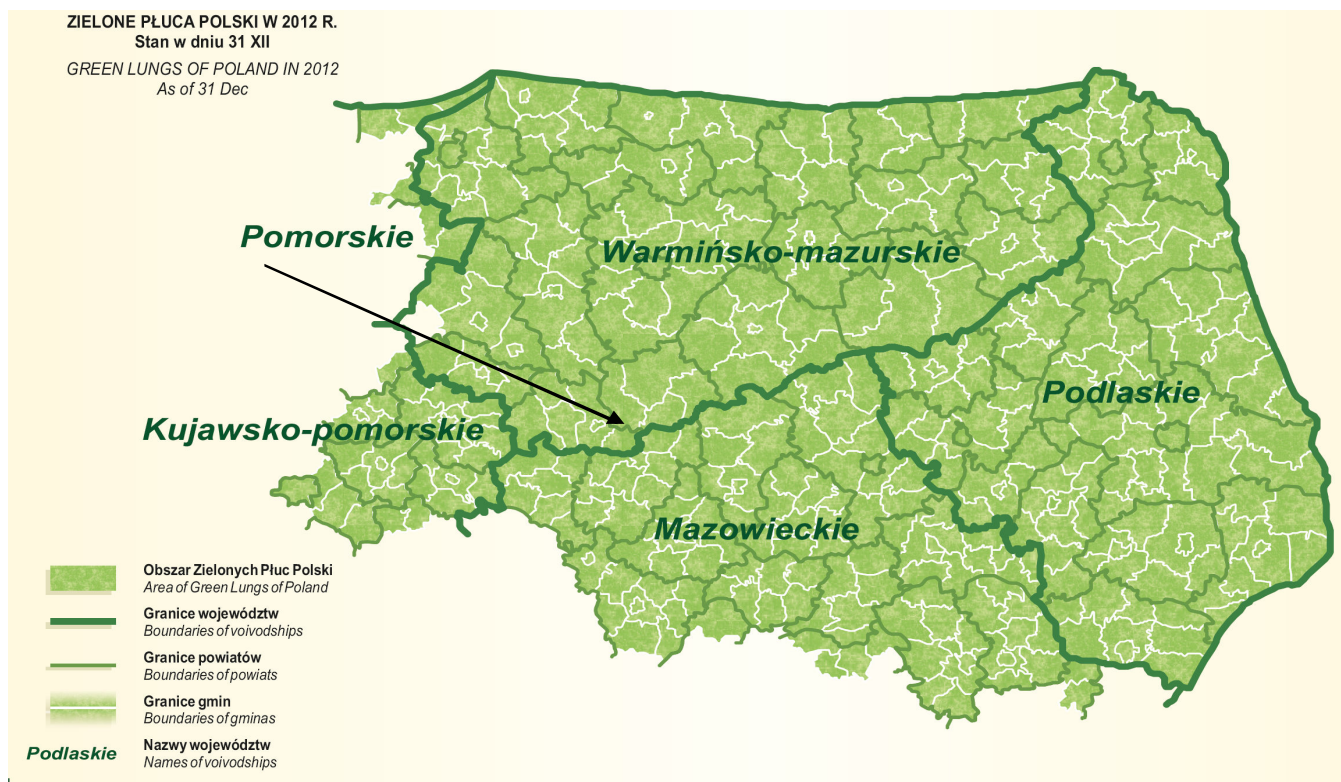 ZIELONE PŁUCA POLSKI W 2012 R.
Stan w dniu 31 XII
GREEN LUNGS OF POLAND IN 2012
As of 31 Dec
Pomorskie
Warmińsko-mazurskie
Podlaskie
Kujawsko-pomorskie
Mazowieckie
Obszar Zielonych Płuc Polski
Area of Green Lungs of Poland
Granice województw
Boundaries of voivodships
Granice powiatów
Boundaries of powiats
Granice gmin
Boundaries of gminas
Podlaskie
Nazwy województw
Names of voivodships